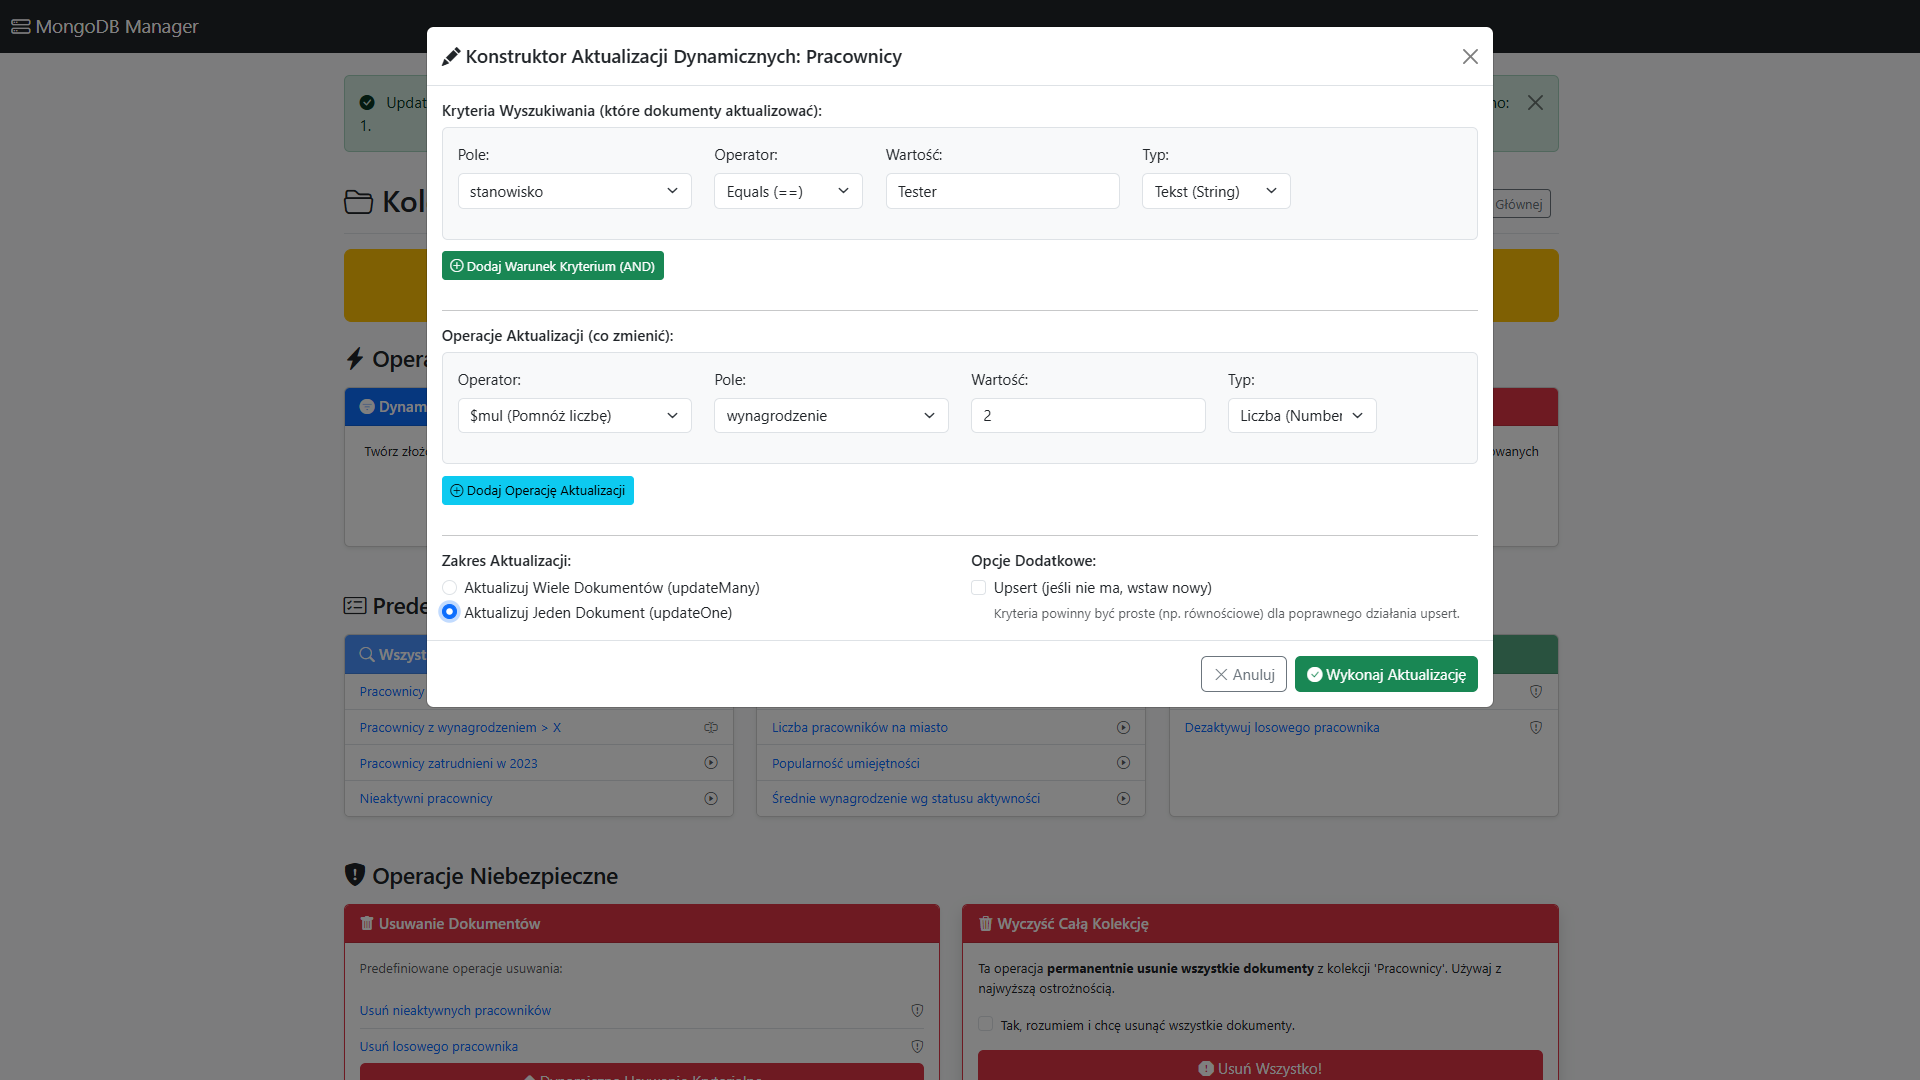 MongoDB Manager
Konstruktor Aktualizacji Dynamicznych: Pracownicy
Updat
no:
1.
Kryteria Wyszukiwania (które dokumenty aktualizować):
Pole:
Operator:
Wartość:
Typ:
stanowisko
Equals (==)
Tester
Tekst (String)
Kol
Głównej
Dodaj Warunek Kryterium (AND)
Operacje Aktualizacji (co zmienić):
Opera
Operator:
Pole:
Wartość:
Typ:
$mul (Pomnóż liczbę)
wynagrodzenie
2
Liczba (Number
Dynam
Twórz złoż
owanych
Dodaj Operację Aktualizacji
Zakres Aktualizacji:
Opcje Dodatkowe:
Aktualizuj Wiele Dokumentów (updateMany)
Upsert (jeśli nie ma, wstaw nowy)
Aktualizuj Jeden Dokument (updateOne)
Kryteria powinny być proste (np. równościowe) dla poprawnego działania upsert.
Prede
Wszyst
Anuluj
Wykonaj Aktualizację
Pracownicy
Pracownicy z wynagrodzeniem > X
Liczba pracowników na miasto
Dezaktywuj losowego pracownika
Pracownicy zatrudnieni w 2023
Popularność umiejętności
Nieaktywni pracownicy
Średnie wynagrodzenie wg statusu aktywności
Operacje Niebezpieczne
Usuwanie Dokumentów
Wyczyść Całą Kolekcję
Predefiniowane operacje usuwania:
Ta operacja permanentnie usunie wszystkie dokumenty z kolekcji 'Pracownicy'. Używaj z
najwyższą ostrożnością.
Usuń nieaktywnych pracowników
Tak, rozumiem i chcę usunąć wszystkie dokumenty.
Usuń losowego pracownika
Usuń Wszystko!